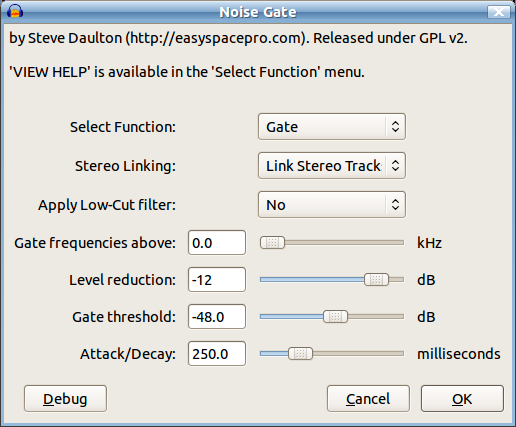 Noise Gate
by Steve Daulton (http://easyspacepro.com). Released under GPL v2.
'VIEW HELP' is available in the 'Select Function' menu.
Select Function: Gate
Stereo Linking: Link Stereo Track
Apply Low-Cut filter: No
Gate frequencies above: 0.0 kHz
Level reduction: -12 dB
Gate threshold: -48.0 dB
Attack/Decay: 250.0 milliseconds
Debug Cancel OK